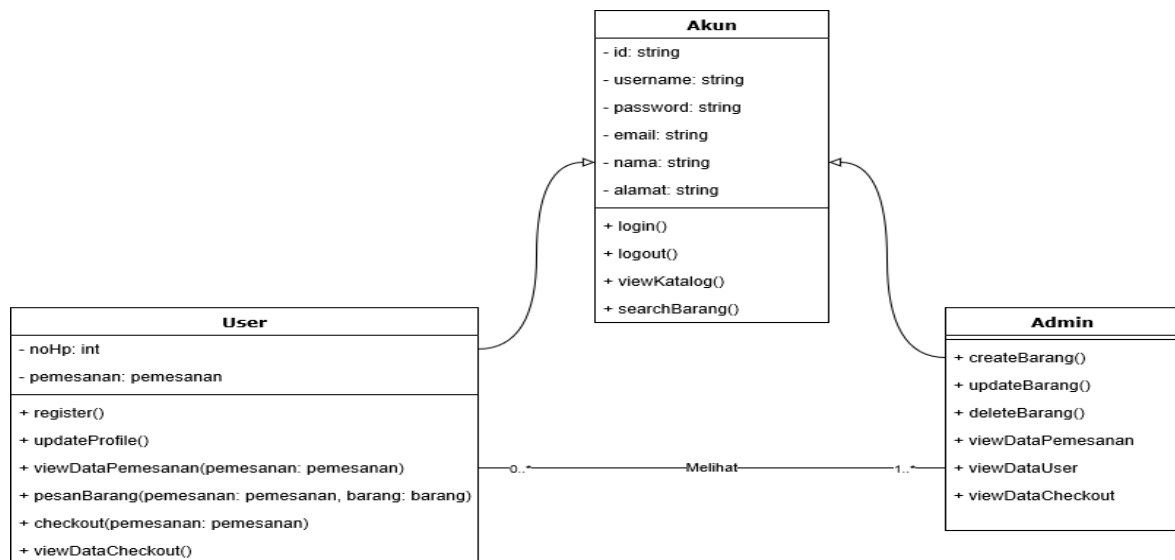 Akun
- id: string
- username: string
- password: string
- email: string
- nama: string
- alamat: string
+ login()
+ logout()
+ viewKatalog()
+ searchBarang()
User
- noHp: int
- pemesanan: pemesanan
+ register()
+ updateProfile()
+ viewDataPemesanan(pemesanan: pemesanan)
+ pesanBarang(pemesanan: pemesanan, barang: barang)
+ checkout(pemesanan: pemesanan)
+ viewDataCheckout()
0..*
Melihat
1..*
Admin
+ createBarang()
+ updateBarang()
+ deleteBarang()
+ viewDataPemesanan
+ viewDataUser
+ viewDataCheckout